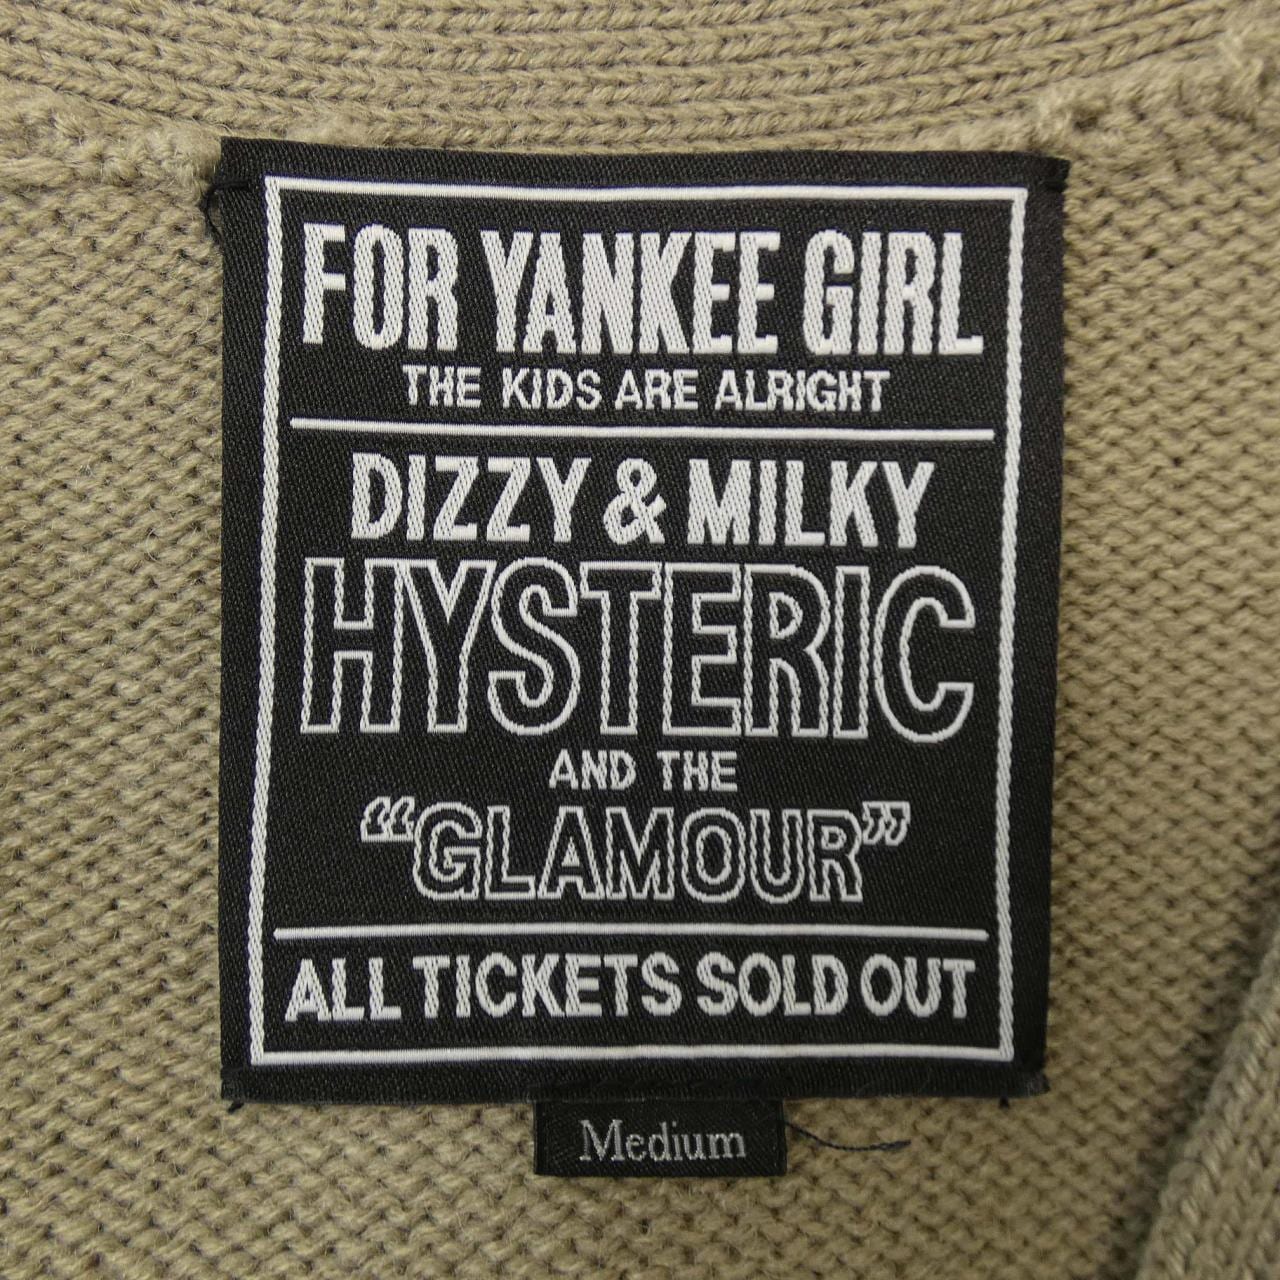 FOR YANKEE GIRL
THE KIDS ARE ALRIGHT
DIZZY & MILKY
HYSTERIC
AND THE
“GLAMOUR”
ALL TICKETS SOLD OUT
Medium